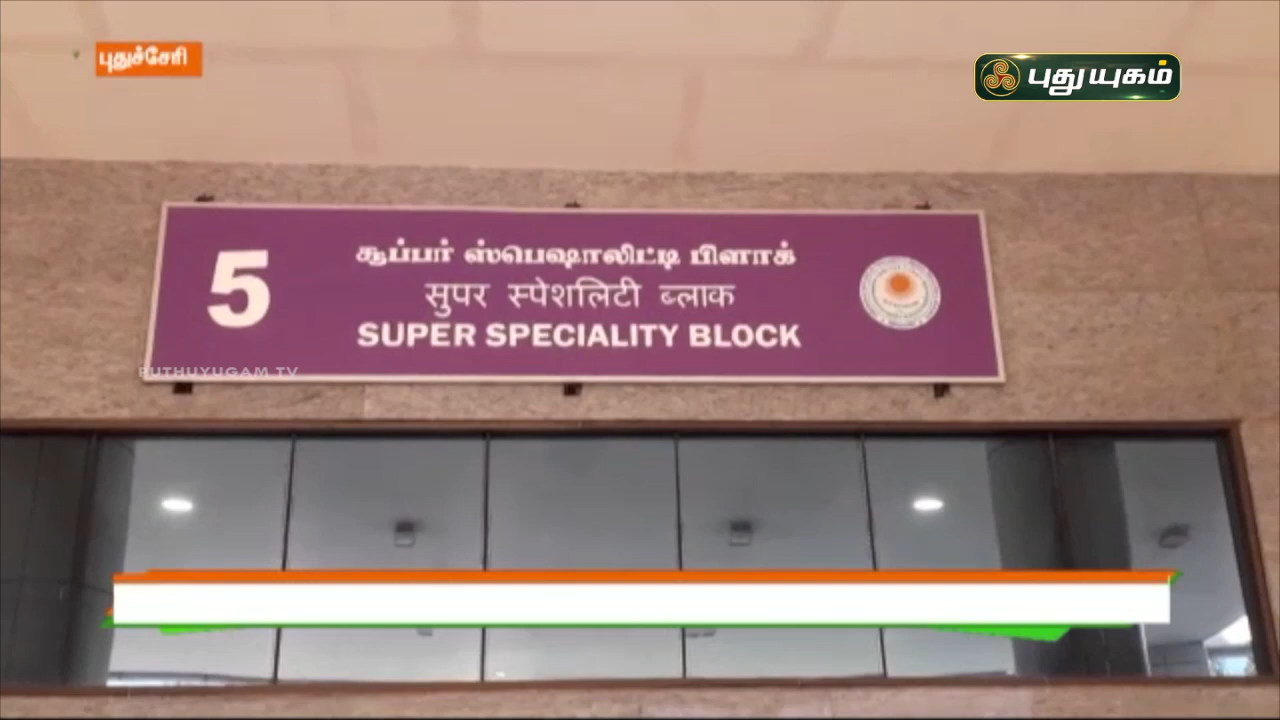 புதுச்சேரி
புதுயுகம்
5
சூப்பர் ஸ்பெஷாலிட்டி பிளாக்
सुपर स्पेशलिटी ब्लाक
SUPER SPECIALITY BLOCK
PUTHUYUGAM TV